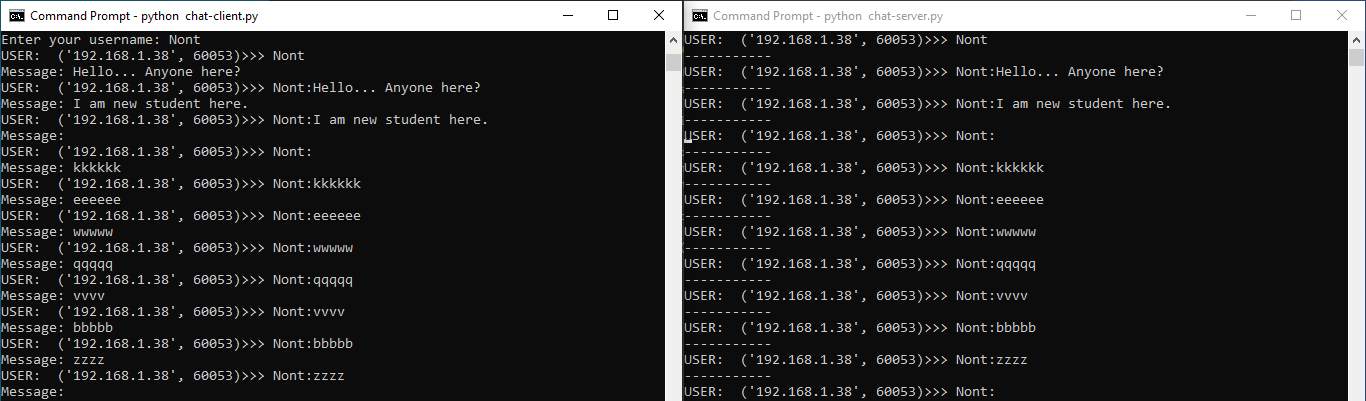 Command Prompt - python  chat-client.py
Enter your username: Nont
USER:  ('192.168.1.38', 60053)>>> Nont
Message: Hello... Anyone here?
USER:  ('192.168.1.38', 60053)>>> Nont:Hello... Anyone here?
Message: I am new student here.
USER:  ('192.168.1.38', 60053)>>> Nont:I am new student here.
Message:
USER:  ('192.168.1.38', 60053)>>> Nont:
Message: kkkkkk
USER:  ('192.168.1.38', 60053)>>> Nont:kkkkkk
Message: eeeeee
USER:  ('192.168.1.38', 60053)>>> Nont:eeeeee
Message: wwwww
USER:  ('192.168.1.38', 60053)>>> Nont:wwwww
Message: qqqqq
USER:  ('192.168.1.38', 60053)>>> Nont:qqqqq
Message: vvvv
USER:  ('192.168.1.38', 60053)>>> Nont:vvvv
Message: bbbbb
USER:  ('192.168.1.38', 60053)>>> Nont:bbbbb
Message: zzzz
USER:  ('192.168.1.38', 60053)>>> Nont:zzzz
Message:
Command Prompt - python  chat-server.py
USER:  ('192.168.1.38', 60053)>>> Nont
-----------
USER:  ('192.168.1.38', 60053)>>> Nont:Hello... Anyone here?
-----------
USER:  ('192.168.1.38', 60053)>>> Nont:I am new student here.
-----------
USER:  ('192.168.1.38', 60053)>>> Nont:
-----------
USER:  ('192.168.1.38', 60053)>>> Nont:kkkkkk
-----------
USER:  ('192.168.1.38', 60053)>>> Nont:eeeeee
-----------
USER:  ('192.168.1.38', 60053)>>> Nont:wwwww
-----------
USER:  ('192.168.1.38', 60053)>>> Nont:qqqqq
-----------
USER:  ('192.168.1.38', 60053)>>> Nont:vvvv
-----------
USER:  ('192.168.1.38', 60053)>>> Nont:bbbbb
-----------
USER:  ('192.168.1.38', 60053)>>> Nont:zzzz
-----------
USER:  ('192.168.1.38', 60053)>>> Nont: